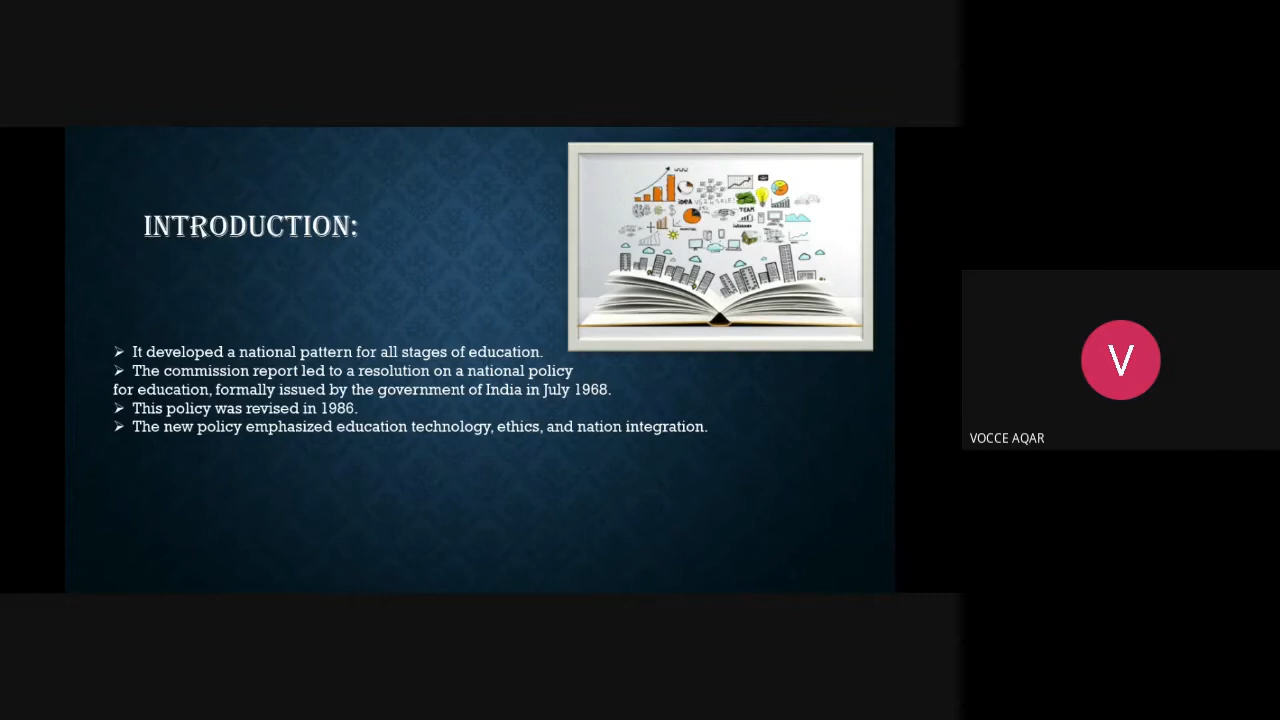 INTRODUCTION:
➢ It developed a national pattern for all stages of education.
➢ The commission report led to a resolution on a national policy
for education, formally issued by the government of India in July 1968.
➢ This policy was revised in 1986.
➢ The new policy emphasized education technology, ethics, and nation integration.
IDEA
TEAM
V
VOCCE AQAR